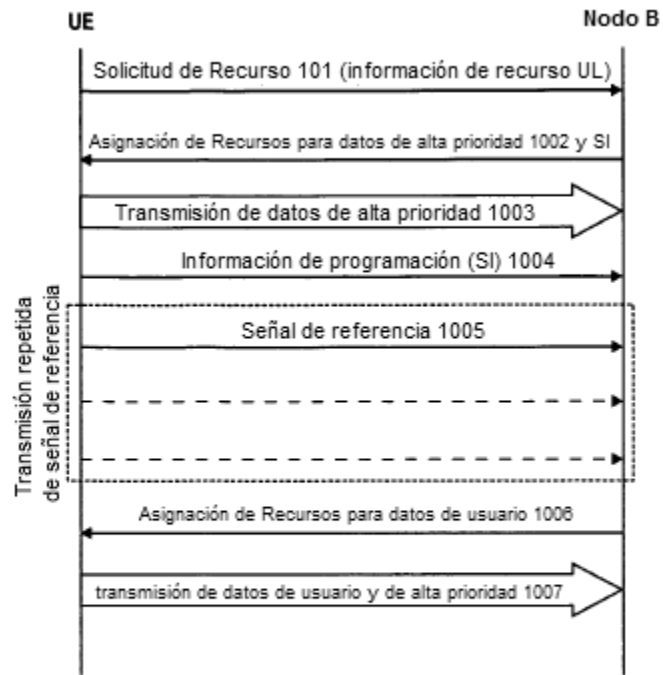 UE
Nodo B
Solicitud de Recurso 101 (información de recurso UL)
Asignación de Recursos para datos de alta prioridad 1002 y SI
Transmisión de datos de alta prioridad 1003
Información de programación (SI) 1004
Transmisión repetida
de señal de referencia
Señal de referencia 1005
Asignación de Recursos para datos de usuario 1006
transmisión de datos de usuario y de alta prioridad 1007